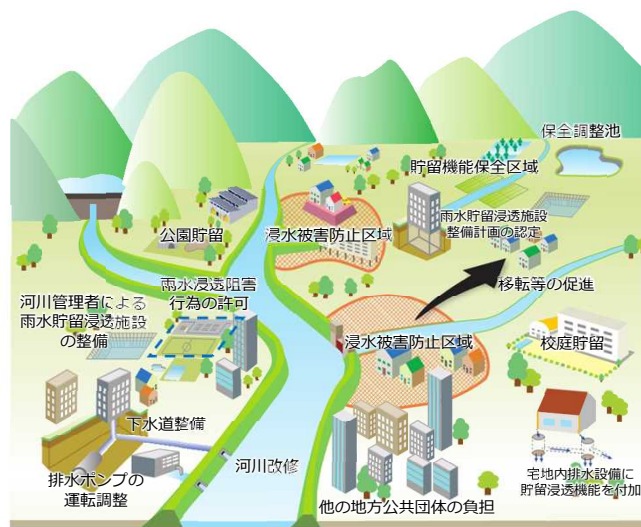 保全調整池
貯留機能保全区域
雨水貯留浸透施設
整備計画の認定
公園貯留
浸水被害防止区域
移転等の促進
雨水浸透阻害
行為の許可
河川管理者による
雨水貯留浸透施設
の整備
浸水被害防止区域
校庭貯留
下水道整備
排水ポンプの
運転調整
河川改修
他の地方公共団体の負担
宅地内排水設備に
貯留浸透機能を付加